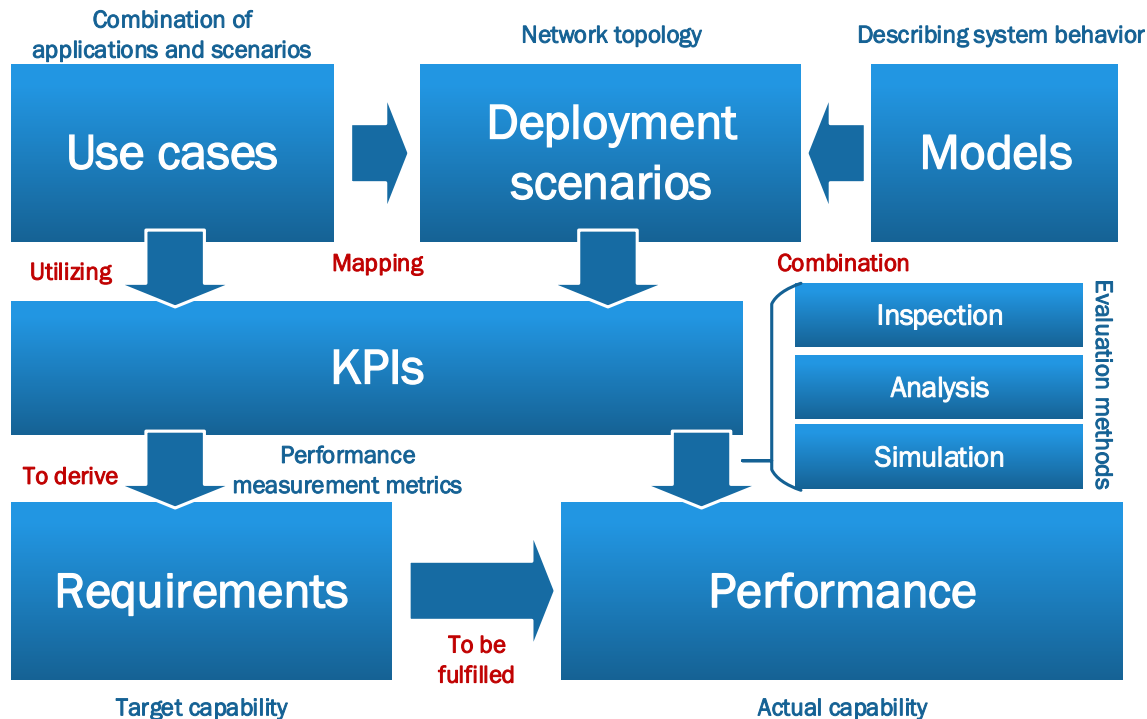 Combination of
applications and scenarios
Network topology
Describing system behavior
Use cases
Deployment
scenarios
Models
Utilizing
Mapping
Combination
KPIs
Inspection
Analysis
Simulation
Evaluation methods
To derive
Performance
measurement metrics
Requirements
To be
fulfilled
Performance
Target capability
Actual capability